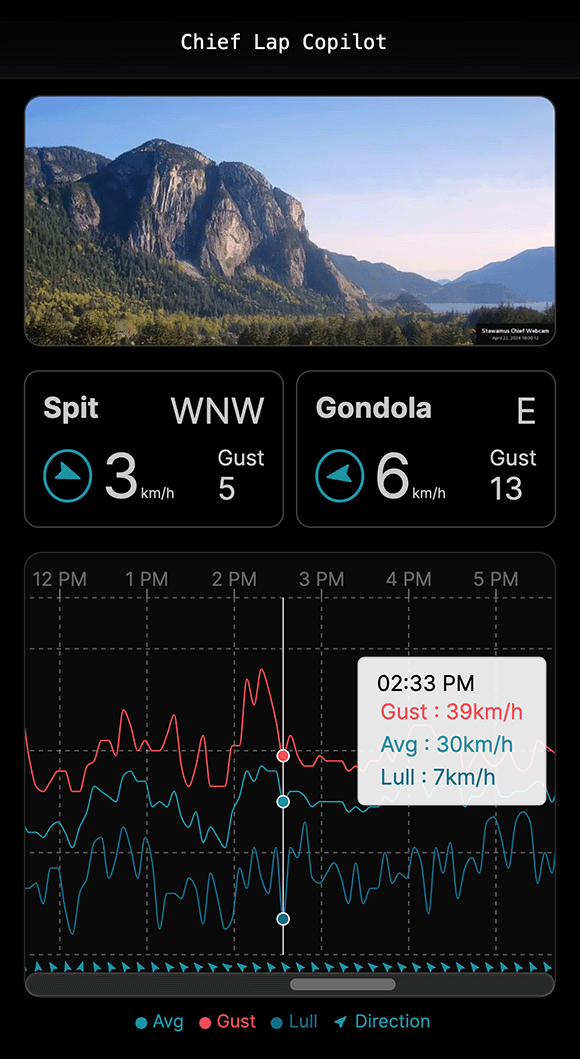 Chief Lap Copilot
Stawamus Chief Webcam
April 22, 2024 18:00:12
Spit WNW
3 km/h
Gust
5
Gondola E
6 km/h
Gust
13
12 PM 1 PM 2 PM 3 PM 4 PM 5 PM
02:33 PM
Gust : 39km/h
Avg : 30km/h
Lull : 7km/h
Avg Gust Lull Direction